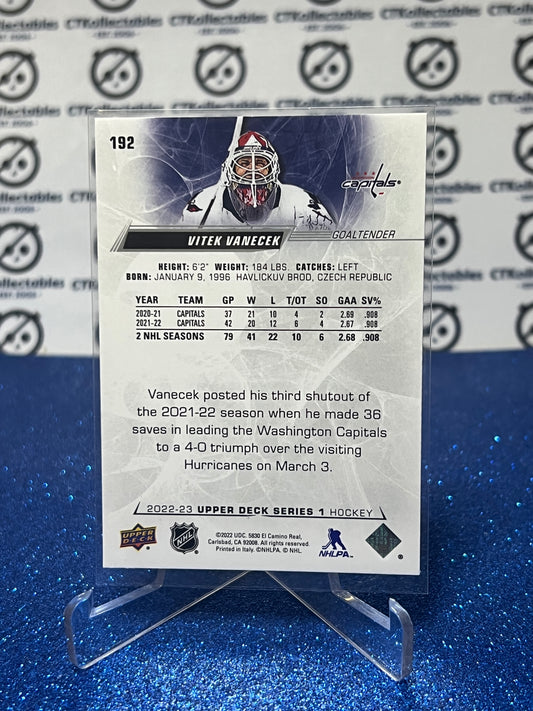 CTKollectables
CTKollectables
CTKollectables
CTKollectables
CTKollectables
192
capitals
VITEK VANECEK
GOALTENDER
HEIGHT: 6'2" WEIGHT: 184 LBS. CATCHES: LEFT
BORN: JANUARY 9, 1996 HAVLICKUV BROD, CZECH REPUBLIC
YEAR TEAM GP W L T/OT SO GAA SV%
2020-21 CAPITALS 37 21 10 4 2 2.69 .908
2021-22 CAPITALS 42 20 12 6 4 2.67 .908
2 NHL SEASONS 79 41 22 10 6 2.68 .908
Vanecek posted his third shutout of
the 2021-22 season when he made 36
saves in leading the Washington Capitals
to a 4-0 triumph over the visiting
Hurricanes on March 3.
2022-23 UPPER DECK SERIES 1 HOCKEY
UPPER DECK
NHL
©2022 UDC. 5830 El Camino Real,
Carlsbad, CA 92008. All rights reserved.
Printed in Italy. ©NHLPA. © NHL.
NHLPA
®